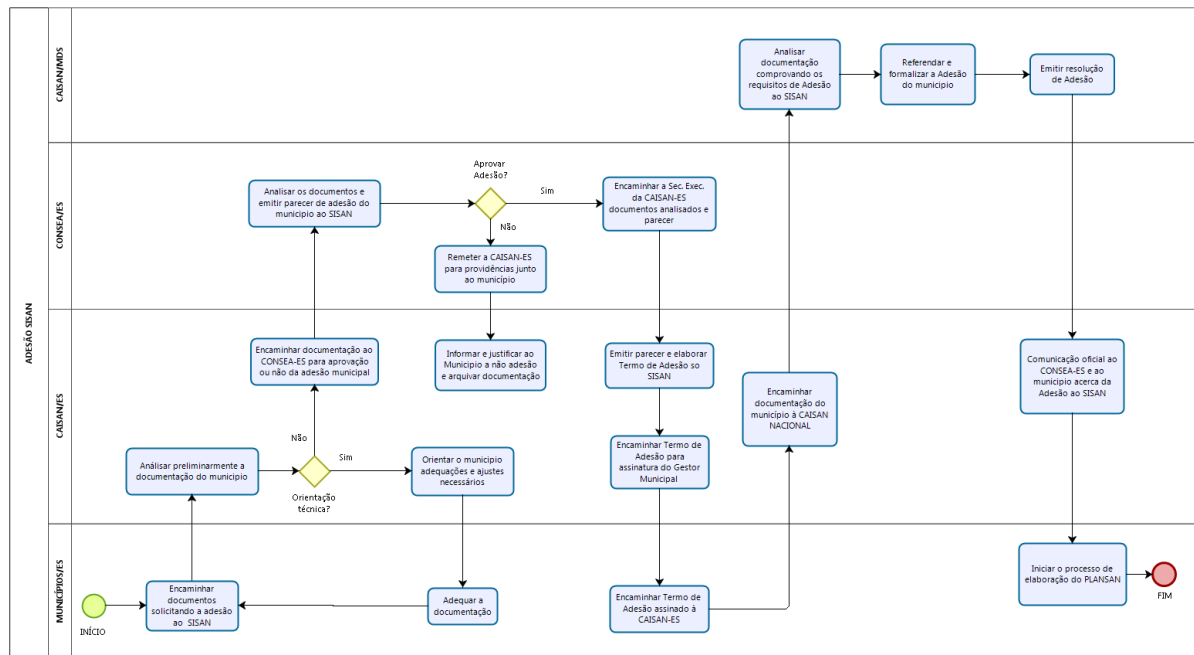 ADESÃO SISAN
CAISAN/MDS
Analisar
documentação
comprovando os
requisitos de Adesão
ao SISAN
Referendar e
formalizar a Adesão
do municipio
Emitir resolução
de Adesão
CONSEA/ES
Analisar os documentos e
emitir parecer de adesão do
municipio ao SISAN
Aprovar
Adesão?
Sim
Não
Encaminhar a Sec. Exec.
da CAISAN-ES
documentos analisados e
parecer
Remeter a CAISAN-ES
para providências junto
ao município
CAISAN/ES
Encaminhar documentação ao
CONSEA-ES para aprovação
ou não da adesão municipal
Informar e justificar ao
Municipio a não adesão
e arquivar documentação
Emitir parecer e elaborar
Termo de Adesão so
SISAN
Encaminhar
documentação do
município à CAISAN
NACIONAL
Comunicação oficial ao
CONSEA-ES e ao
municipio acerca da
Adesão ao SISAN
Não
Análisar preliminarmente a
documentação do municipio
Sim
Orientação
técnica?
Orientar o municipio
adequações e ajustes
necessários
Encaminhar Termo de
Adesão para
assinatura do Gestor
Municipal
MUNICÍPIOS/ES
INÍCIO
Encaminhar
documentos
solicitando a adesão
ao SISAN
Adequar a
documentação
Encaminhar Termo de
Adesão assinado à
CAISAN-ES
Iniciar o processo de
elaboração do PLANSAN
FIM